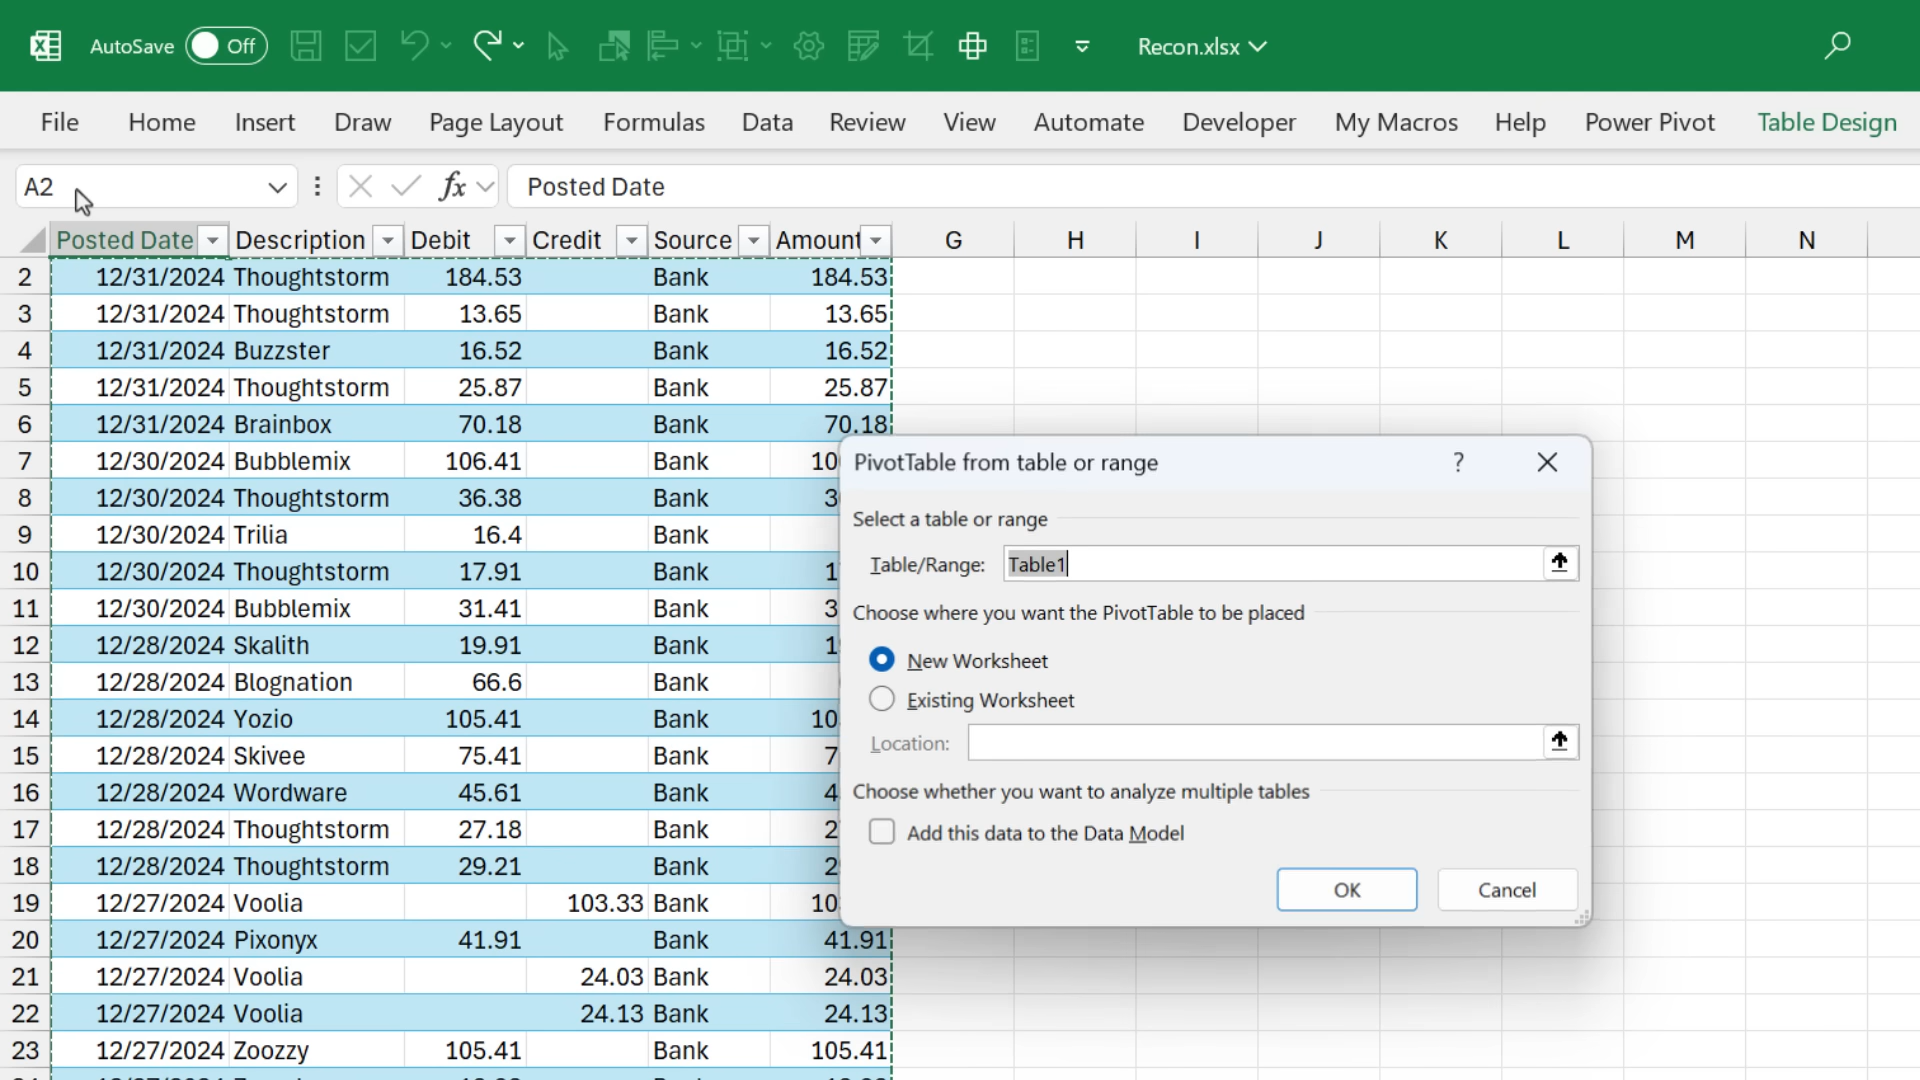 AutoSave Off Recon.xlsx
File Home Insert Draw Page Layout Formulas Data Review View Automate Developer My Macros Help Power Pivot Table Design
A2 fx Posted Date
Posted Date Description Debit Credit Source Amount G H I J K L M N
2 12/31/2024 Thoughtstorm 184.53 Bank 184.53
3 12/31/2024 Thoughtstorm 13.65 Bank 13.65
4 12/31/2024 Buzzster 16.52 Bank 16.52
5 12/31/2024 Thoughtstorm 25.87 Bank 25.87
6 12/31/2024 Brainbox 70.18 Bank 70.18
7 12/30/2024 Bubblemix 106.41 Bank 10
8 12/30/2024 Thoughtstorm 36.38 Bank 3
9 12/30/2024 Trilia 16.4 Bank
10 12/30/2024 Thoughtstorm 17.91 Bank 1
11 12/30/2024 Bubblemix 31.41 Bank 3
12 12/28/2024 Skalith 19.91 Bank 1
13 12/28/2024 Blognation 66.6 Bank
14 12/28/2024 Yozio 105.41 Bank 10
15 12/28/2024 Skivee 75.41 Bank 7
16 12/28/2024 Wordware 45.61 Bank 4
17 12/28/2024 Thoughtstorm 27.18 Bank 2
18 12/28/2024 Thoughtstorm 29.21 Bank 2
19 12/27/2024 Voolia 103.33 Bank 10
20 12/27/2024 Pixonyx 41.91 Bank 41.91
21 12/27/2024 Voolia 24.03 Bank 24.03
22 12/27/2024 Voolia 24.13 Bank 24.13
23 12/27/2024 Zoozzy 105.41 Bank 105.41
PivotTable from table or range ?
Select a table or range
Table/Range: Table1
Choose where you want the PivotTable to be placed
New Worksheet
Existing Worksheet
Location:
Choose whether you want to analyze multiple tables
Add this data to the Data Model
OK Cancel